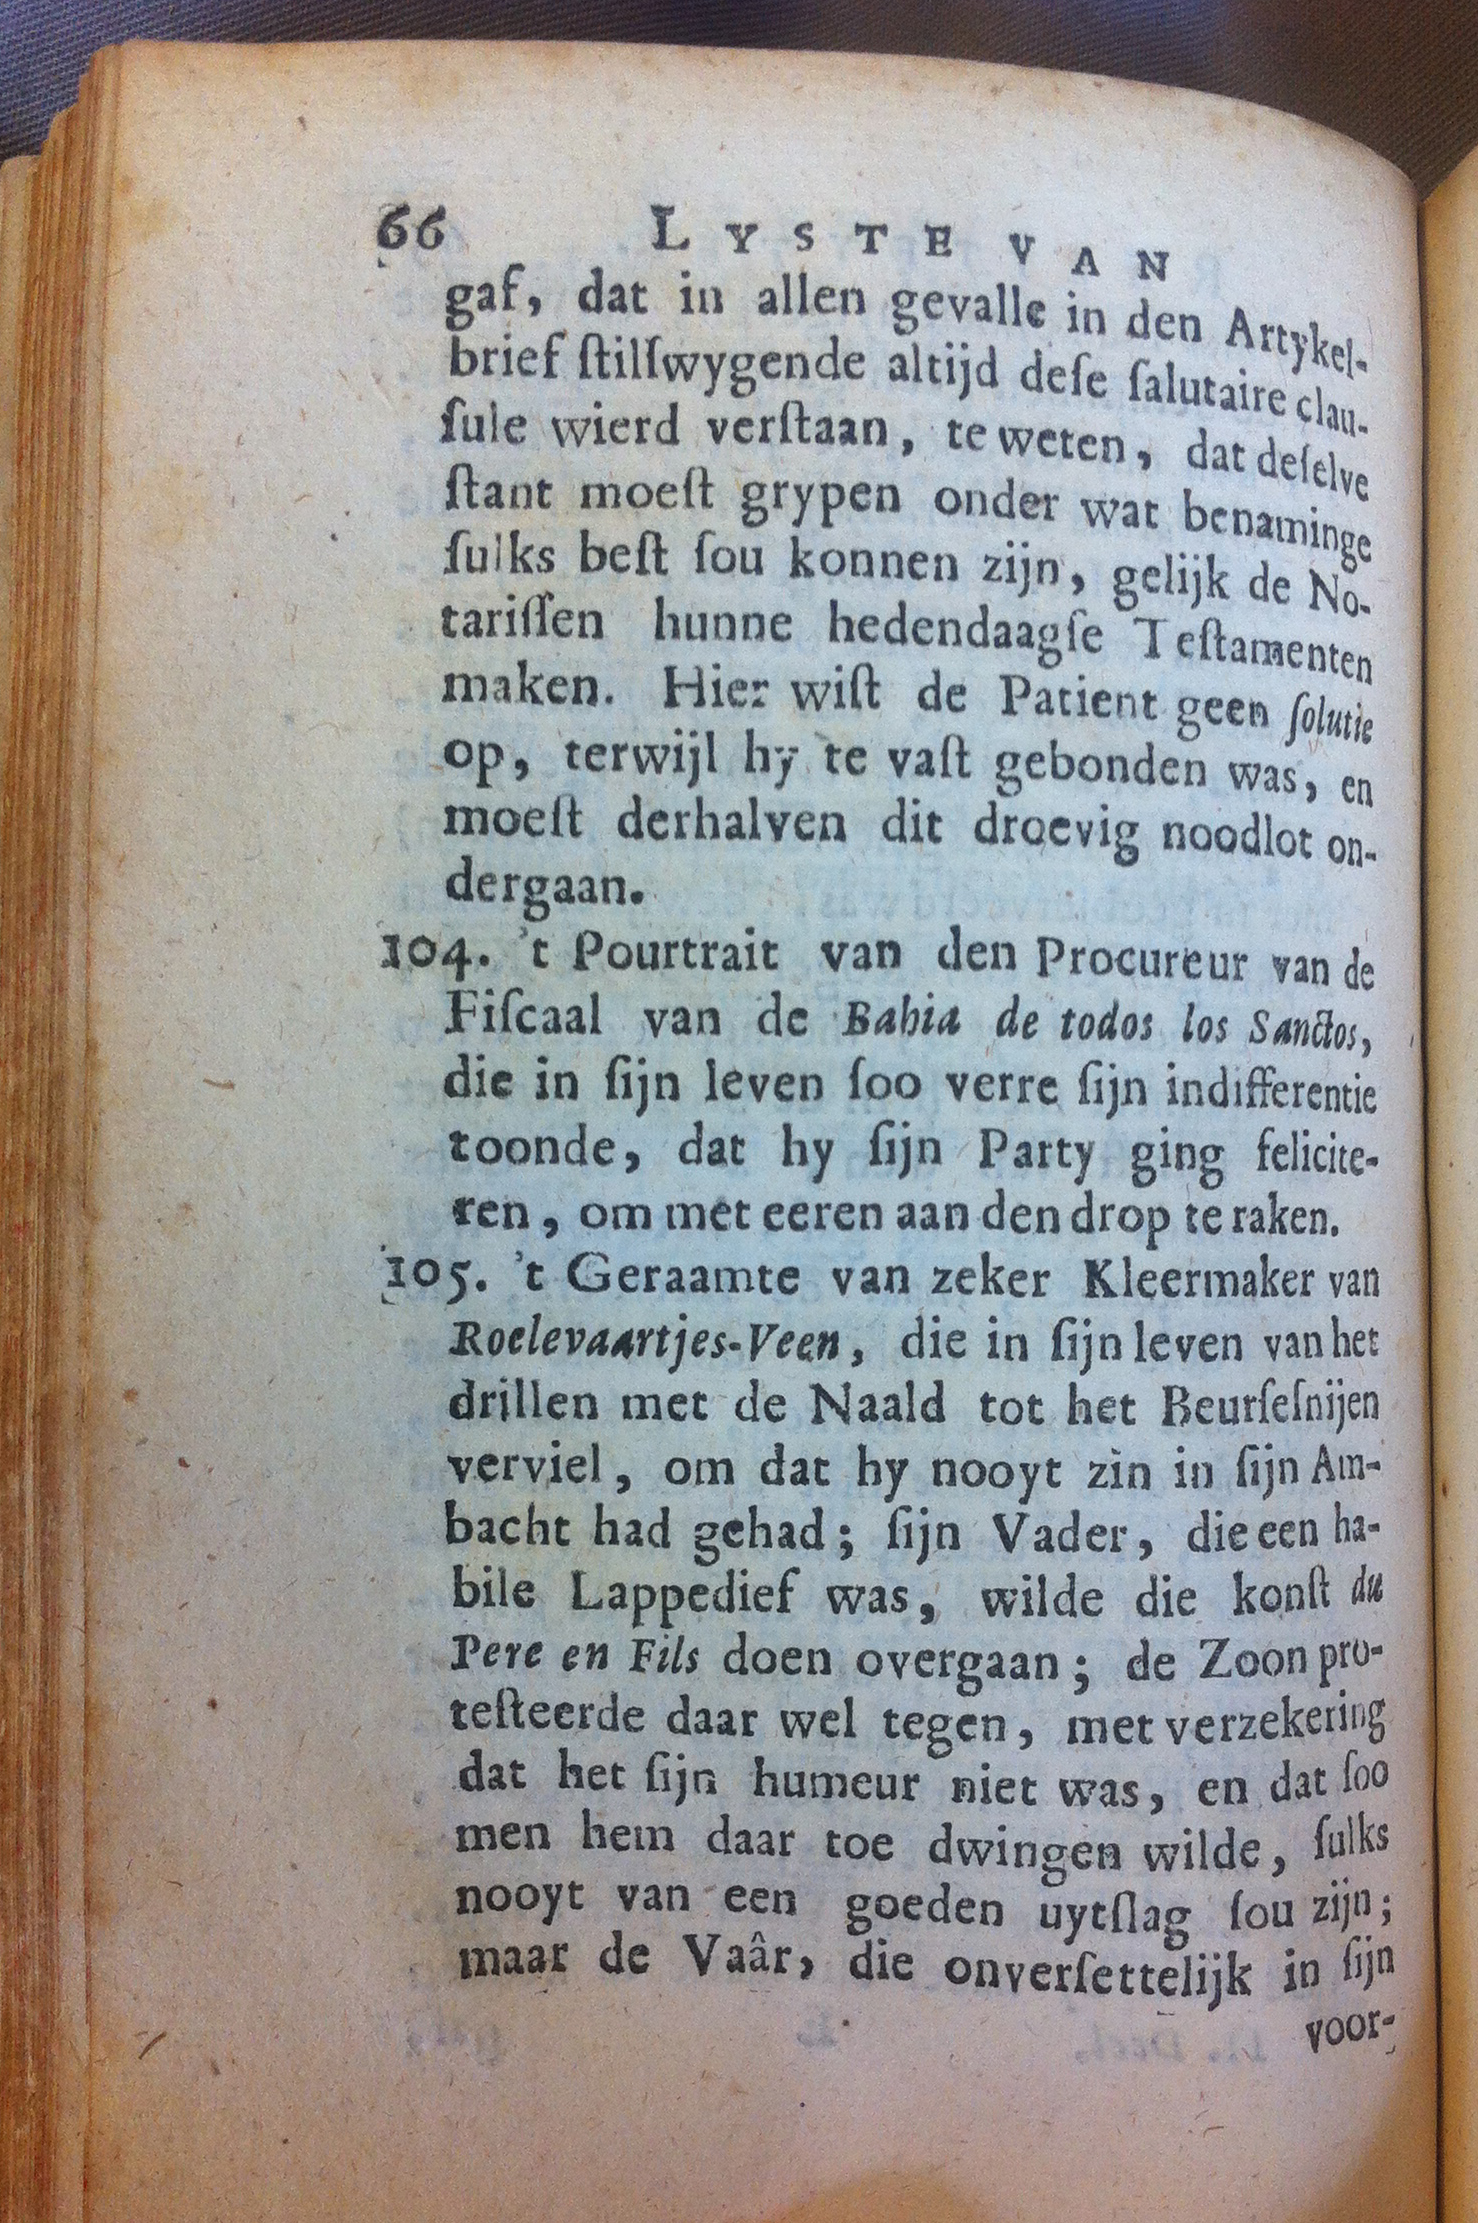 66 LYSTE VAN
gaf, dat in allen gevalle in den Artykel-
brief ſtilſwygende altijd deſe ſalutaire clau-
ſule wierd verſtaan, te weten, dat deſelve
ſtant moeſt grypen onder wat benaminge
ſulks beſt ſou konnen zijn, gelijk de No-
tariſſen hunne hedendaagſe Teſtamenten
maken. Hier wiſt de Patient geen ſolutie
op, terwijl hy te vaſt gebonden was, en
moeſt derhalven dit droevig noodlot on-
dergaan.
104. 't Pourtrait van den Procureur van de
Fiſcaal van de Bahia de todos los Sanctos,
die in ſijn leven ſoo verre ſijn indifferentie
toonde, dat hy ſijn Party ging felicite-
ren, om met eeren aan den drop te raken.
105. 't Geraamte van zeker Kleermaker van
Roelevaartjes-Veen, die in ſijn leven van het
drillen met de Naald tot het Beurſeſnijen
verviel, om dat hy nooyt zin in ſijn Am-
bacht had gehad; ſijn Vader, die een ha-
bile Lappedief was, wilde die konſt du
Pere en Fils doen overgaan; de Zoon pro-
teſteerde daar wel tegen, met verzekering
dat het ſijn humeur niet was, en dat ſoo
men hem daar toe dwingen wilde, ſulks
nooyt van een goeden uytſlag ſou zijn;
maar de Vaâr, die onverſettelijk in ſijn
voor-